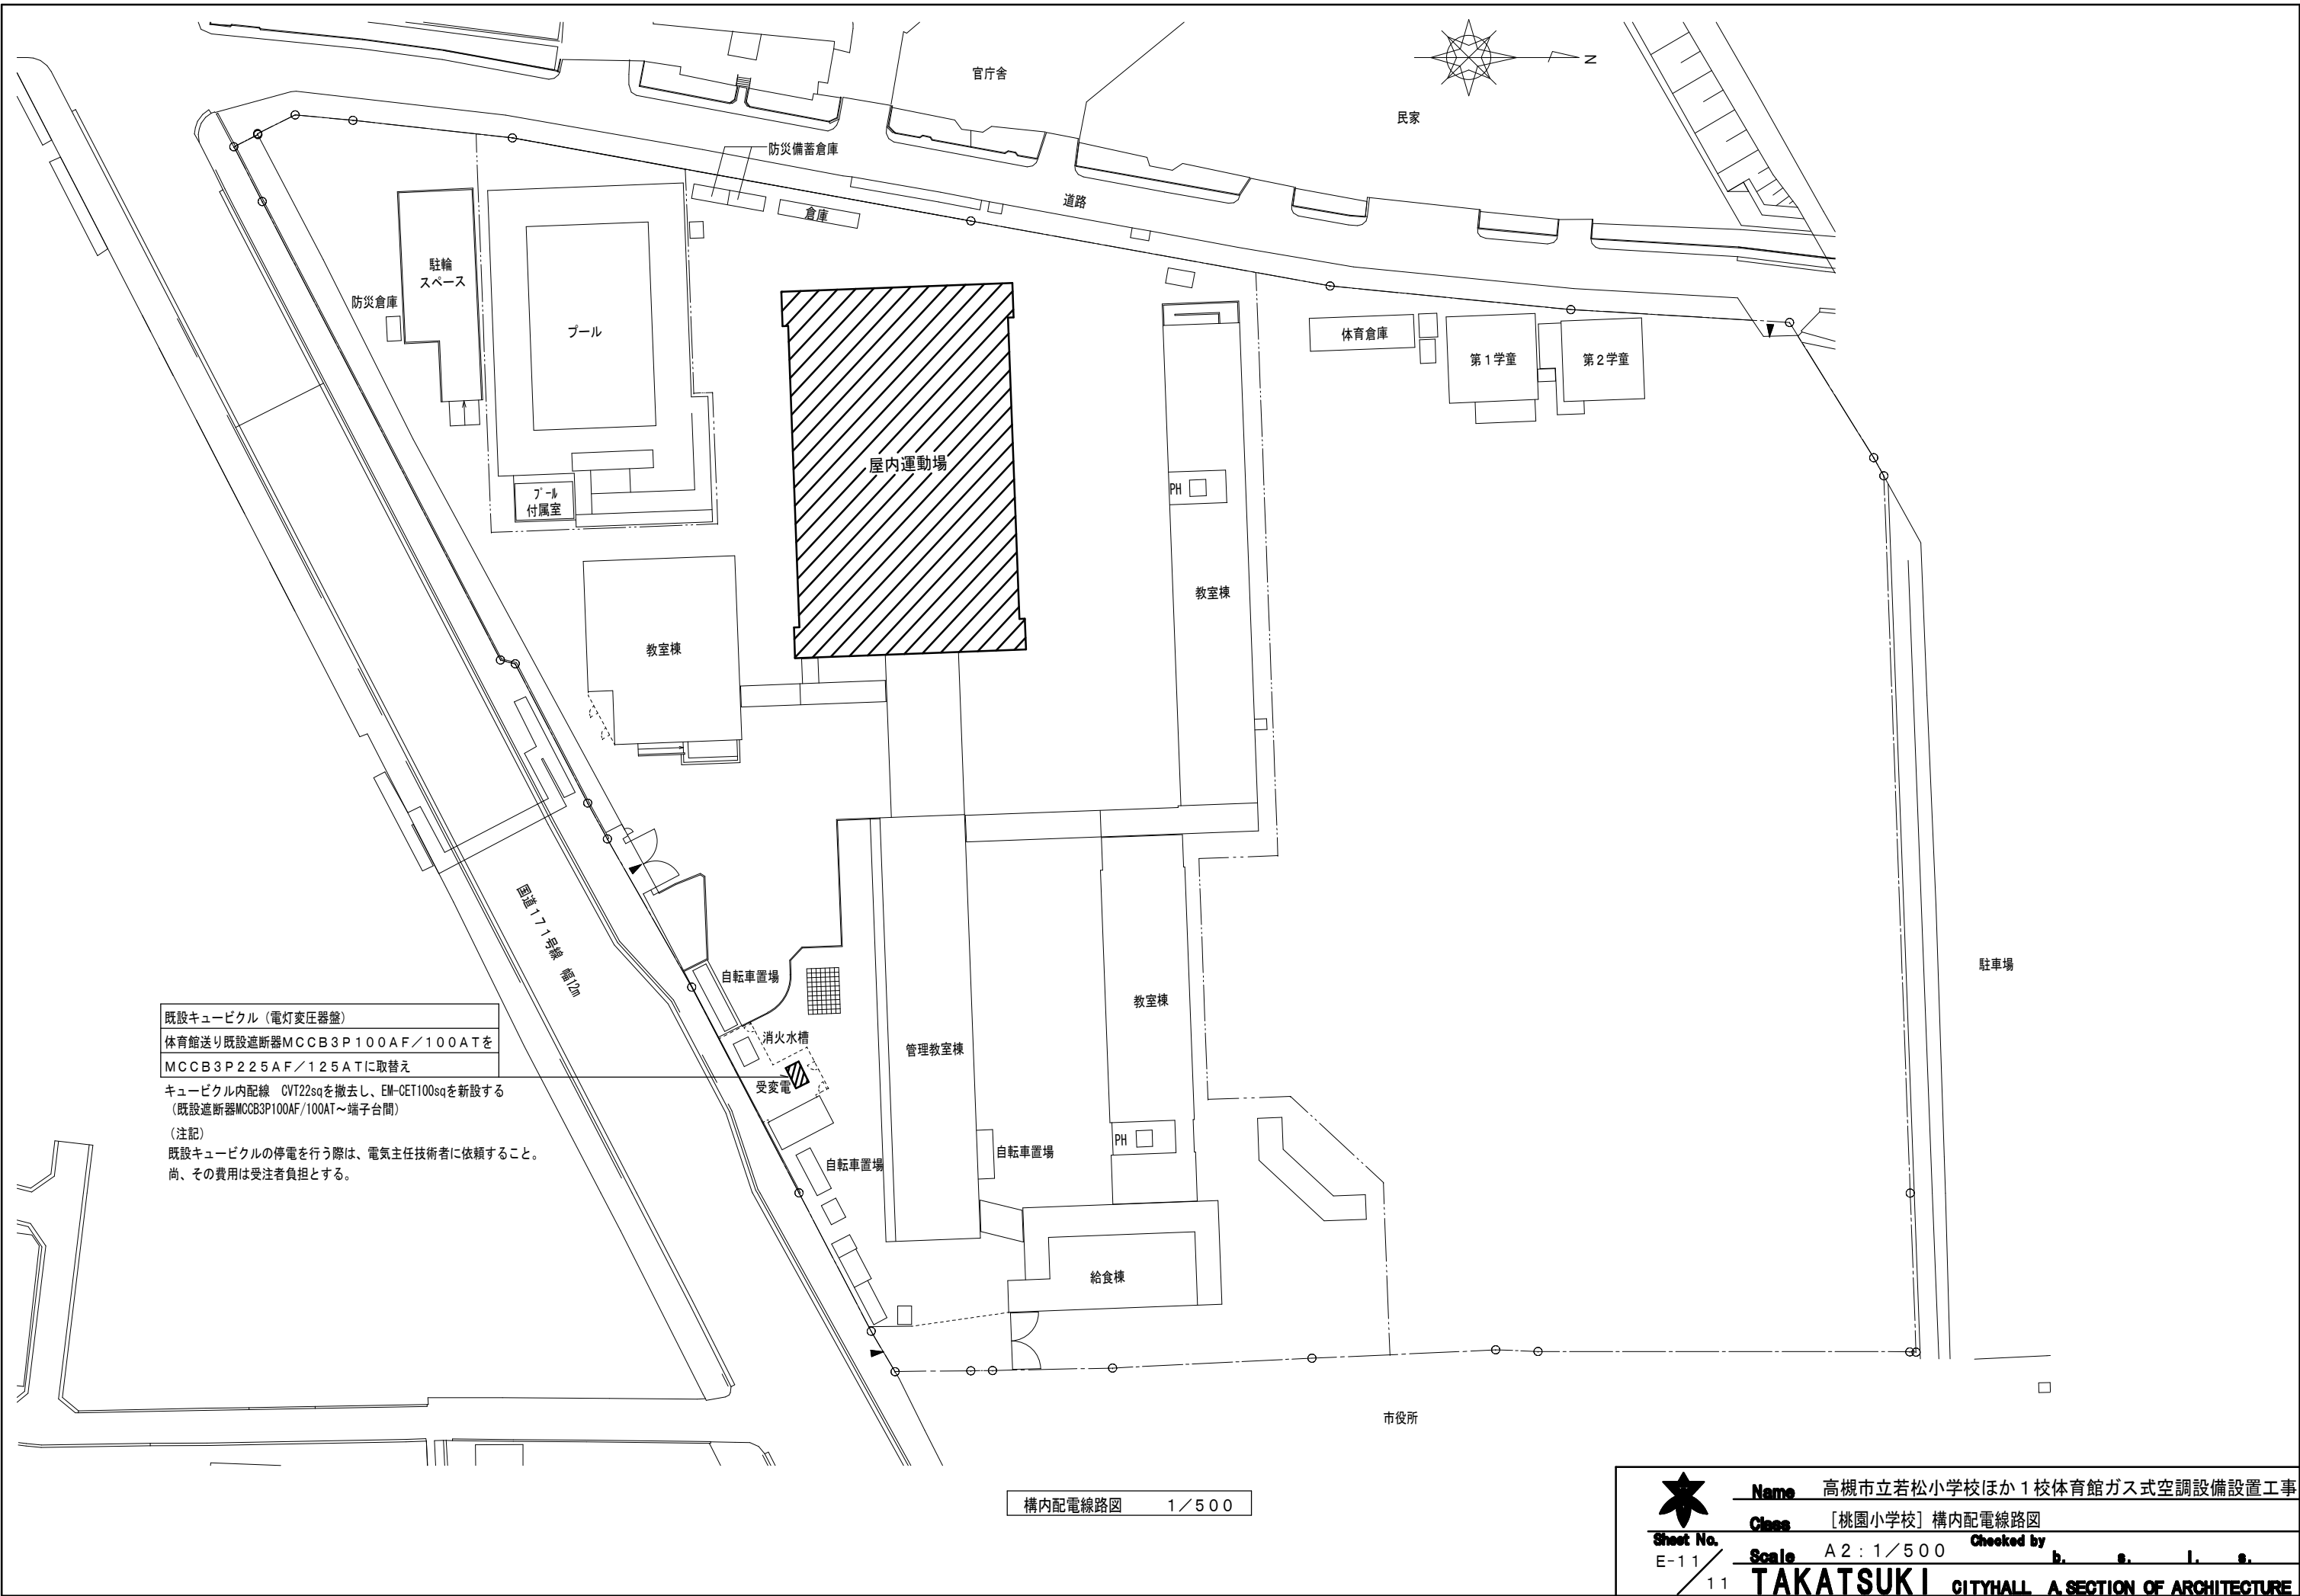 官庁舎
N
民家
防災備蓄倉庫
道路
倉庫
駐輪
スペース
防災倉庫
プール
体育倉庫
第1学童
第2学童
屋内運動場
PH
プール
付属室
教室棟
教室棟
国道171号線 幅12m
駐車場
自転車置場
教室棟
既設キュービクル（電灯変圧器盤）
体育館送り既設遮断器MCCB3P100AF／100ATを
MCCB3P225AF／125ATに取替え
消火水槽
管理教室棟
受変電
キュービクル内配線 CVT22sqを撤去し、EM-CET100sqを新設する
（既設遮断器MCCB3P100AF/100AT～端子台間）
（注記）
既設キュービクルの停電を行う際は、電気主任技術者に依頼すること。
尚、その費用は受注者負担とする。
PH
自転車置場
自転車置場
給食棟
市役所
構内配電線路図 1／500
Name 高槻市立若松小学校ほか1校体育館ガス式空調設備設置工事
Class ［桃園小学校］構内配電線路図
Sheet No. E-11／11
Scale A2：1／500 Checked by b. s. l. s.
TAKATSUKI CITYHALL A.SECTION OF ARCHITECTURE